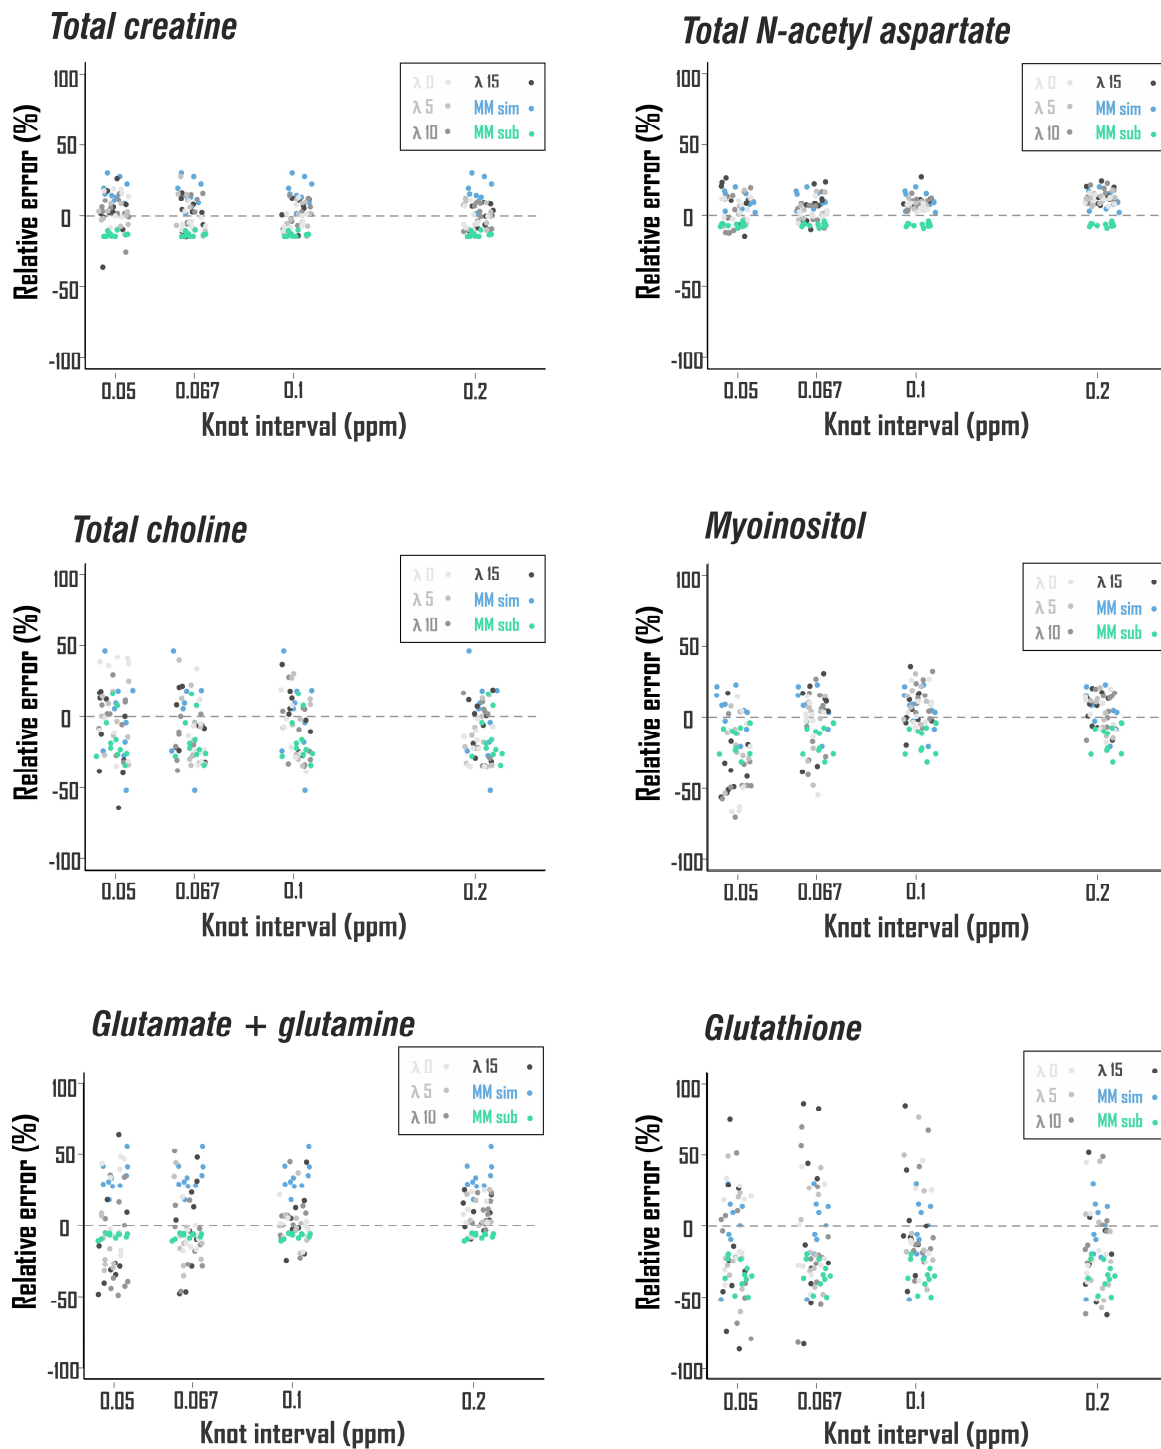 Total creatine
100
50
0
-50
-100
Relative error (%)
λ 0
λ 15
λ 5
MM sim
λ 10
MM sub
0.05
0.067
0.1
0.2
Knot interval (ppm)
Total N-acetyl aspartate
100
50
0
-50
-100
Relative error (%)
λ 0
λ 15
λ 5
MM sim
λ 10
MM sub
0.05
0.067
0.1
0.2
Knot interval (ppm)
Total choline
100
50
0
-50
-100
Relative error (%)
λ 0
λ 15
λ 5
MM sim
λ 10
MM sub
0.05
0.067
0.1
0.2
Knot interval (ppm)
Myoinositol
100
50
0
-50
-100
Relative error (%)
λ 0
λ 15
λ 5
MM sim
λ 10
MM sub
0.05
0.067
0.1
0.2
Knot interval (ppm)
Glutamate + glutamine
100
50
0
-50
-100
Relative error (%)
λ 0
λ 15
λ 5
MM sim
λ 10
MM sub
0.05
0.067
0.1
0.2
Knot interval (ppm)
Glutathione
100
50
0
-50
-100
Relative error (%)
λ 0
λ 15
λ 5
MM sim
λ 10
MM sub
0.05
0.067
0.1
0.2
Knot interval (ppm)